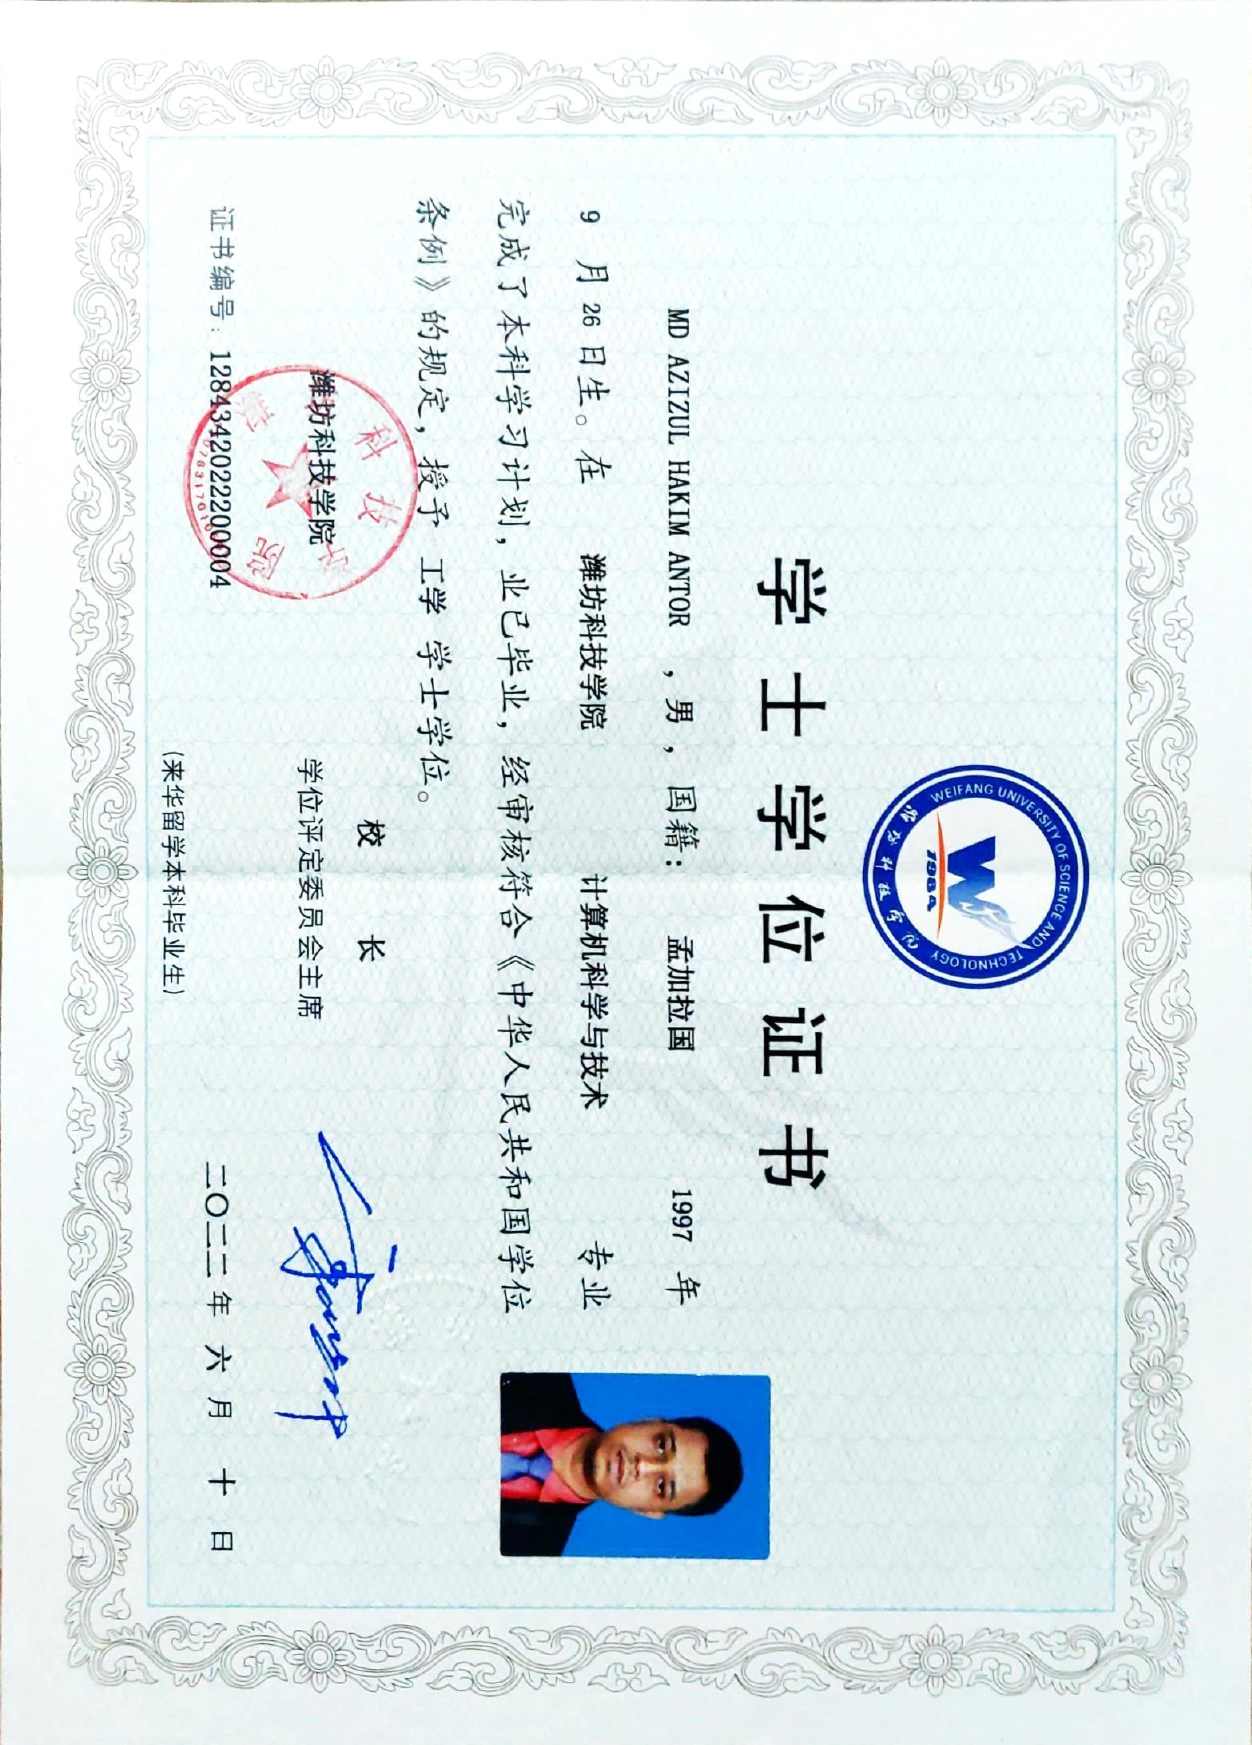 WEIFANG UNIVERSITY OF SCIENCE AND TECHNOLOGY
1984
潍坊科技学院
学士学位证书
MD AZIZUL HAKIM ANTOR ，男，国籍： 孟加拉国 1997 年
9 月 26 日生。在 潍坊科技学院 计算机科学与技术 专业
完成了本科学习计划，业已毕业，经审核符合《中华人民共和国学位
条例》的规定，授予 工学 学士学位。
校 长
潍坊科技学院
学位评定委员会主席
证书编号：1284342022200004
二〇二二年 六 月 十 日
(来华留学本科毕业生)